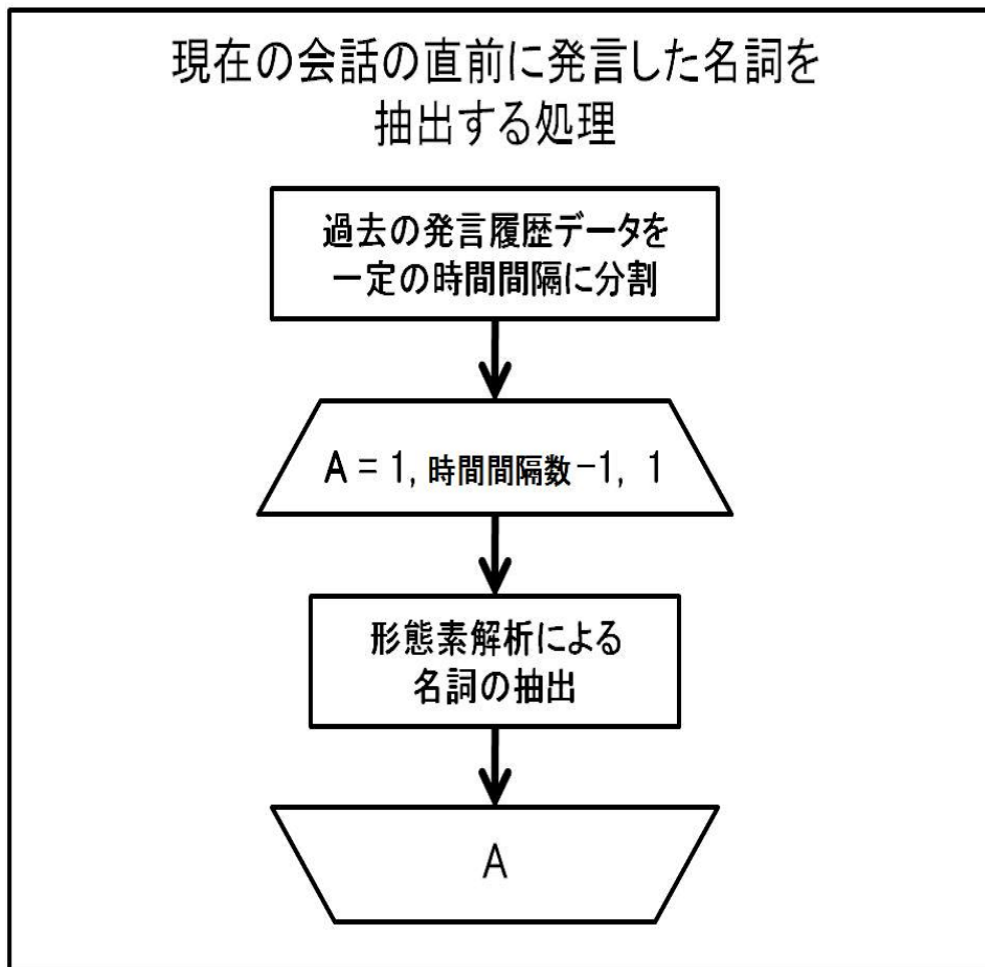 現在の会話の直前に発言した名詞を
抽出する処理
過去の発言履歴データを
一定の時間間隔に分割
A = 1, 時間間隔数-1, 1
形態素解析による
名詞の抽出
A